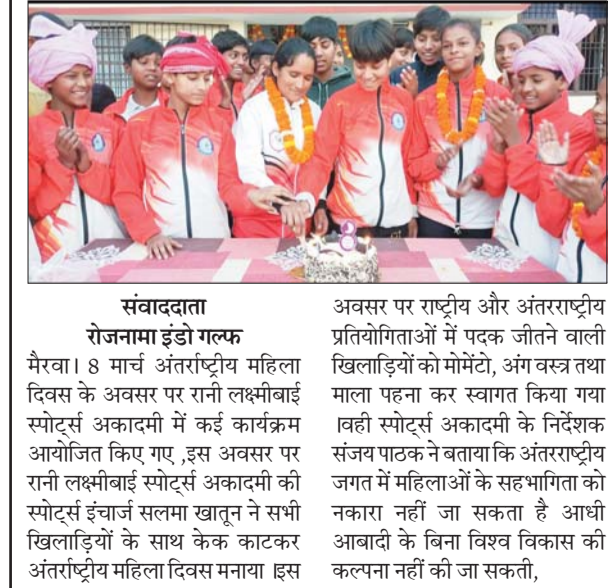 8
संवाददाता
रोजनामा इंडो गल्फ
मैरवा। 8 मार्च अंतर्राष्ट्रीय महिला
दिवस के अवसर पर रानी लक्ष्मीबाई
स्पोर्ट्स अकादमी में कई कार्यक्रम
आयोजित किए गए ,इस अवसर पर
रानी लक्ष्मीबाई स्पोर्ट्स अकादमी की
स्पोर्ट्स इंचार्ज सलमा खातून ने सभी
खिलाड़ियों के साथ केक काटकर
अंतर्राष्ट्रीय महिला दिवस मनाया ।इस
अवसर पर राष्ट्रीय और अंतरराष्ट्रीय
प्रतियोगिताओं में पदक जीतने वाली
खिलाड़ियों को मोमेंटो, अंग वस्त्र तथा
माला पहना कर स्वागत किया गया
।वही स्पोर्ट्स अकादमी के निर्देशक
संजय पाठक ने बताया कि अंतरराष्ट्रीय
जगत में महिलाओं के सहभागिता को
नकारा नहीं जा सकता है आधी
आबादी के बिना विश्व विकास की
कल्पना नहीं की जा सकती,